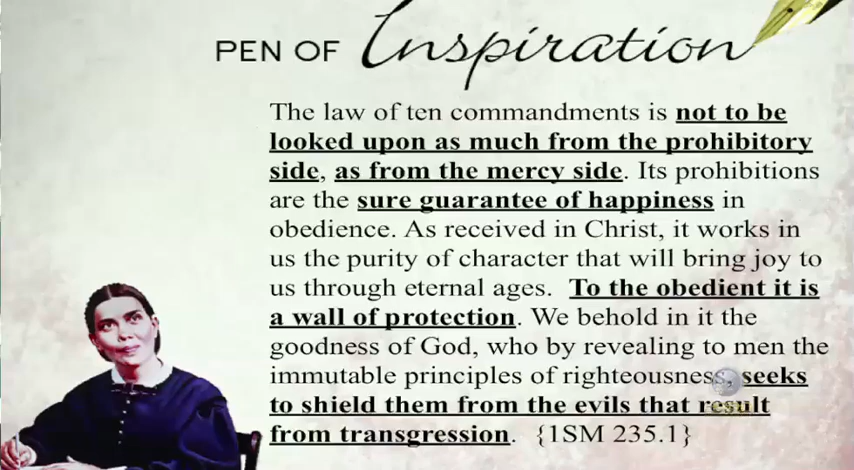 PEN OF Inspiration
The law of ten commandments is not to be
looked upon as much from the prohibitory
side, as from the mercy side. Its prohibitions
are the sure guarantee of happiness in
obedience. As received in Christ, it works in
us the purity of character that will bring joy to
us through eternal ages. To the obedient it is
a wall of protection. We behold in it the
goodness of God, who by revealing to men the
immutable principles of righteousness, seeks
to shield them from the evils that result
from transgression. {1SM 235.1}